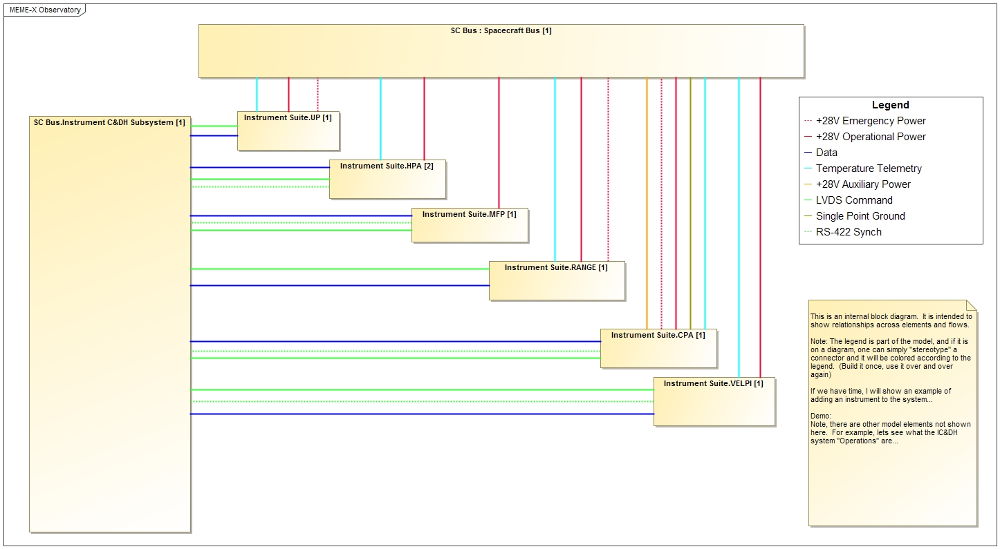 MEME-X Observatory
SC Bus : Spacecraft Bus [1]
SC Bus.Instrument C&DH Subsystem [1]
Instrument Suite.UP [1]
Instrument Suite.HPA [2]
Instrument Suite.MFP [1]
Instrument Suite.RANGE [1]
Instrument Suite.CPA [1]
Instrument Suite.VELPI [1]
Legend
+28V Emergency Power
+28V Operational Power
Data
Temperature Telemetry
+28V Auxiliary Power
LVDS Command
Single Point Ground
RS-422 Synch
This is an internal block diagram.  It is intended to
show relationships across elements and flows.
Note: The legend is part of the model, and if it is
on a diagram, one can simply "stereotype" a
connector and it will be colored according to the
legend.  (Build it once, use it over and over
again)
If we have time, I will show an example of
adding an instrument to the system...
Demo:
Note, there are other model elements not shown
here.  For example, lets see what the IC&DH
system "Operations" are...